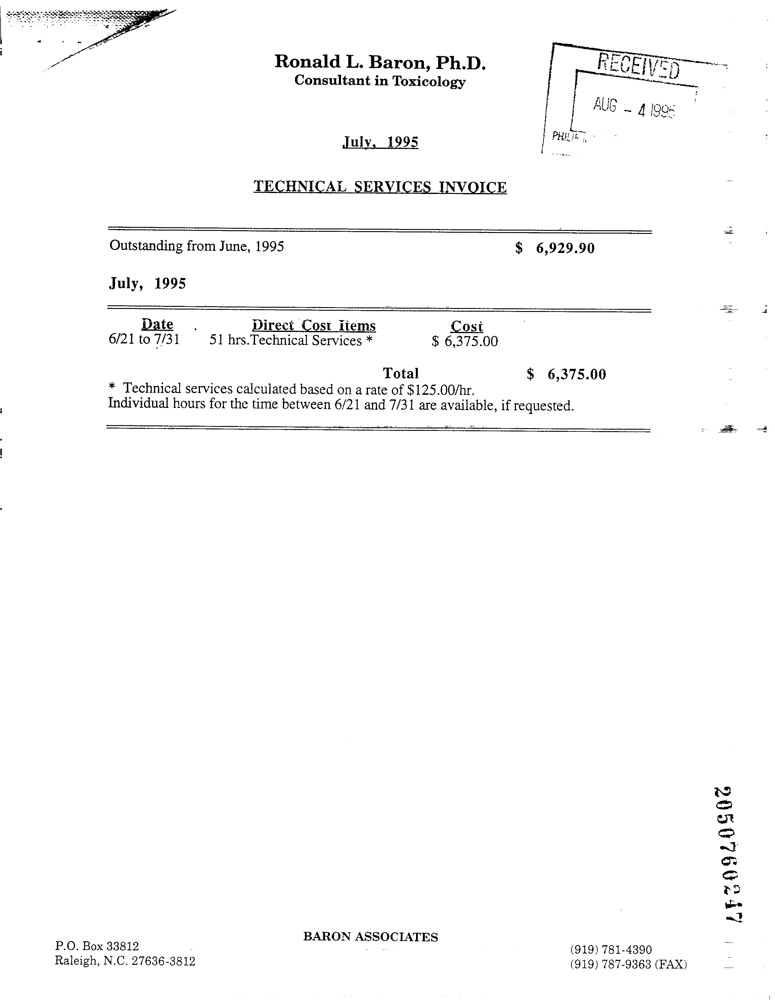 Ronald L. Baron, Ph.D.
Consultant in Toxicology
RECEIVED
AUG - 4 1995
July, 1995
TECHNICAL SERVICES INVOICE
Outstanding from June, 1995 $ 6,929.90
July, 1995
Date Direct Cost Items Cost
6/21 to 7/31 51 hrs.Technical Services * $ 6,375.00
Total $ 6,375.00
* Technical services calculated based on a rate of $125.00/hr.
Individual hours for the time between 6/21 and 7/31 are available, if requested.
2050760247
BARON ASSOCIATES
P.O. Box 33812
Raleigh, N.C. 27636-3812
(919) 781-4390
(919) 787-9363 (FAX)